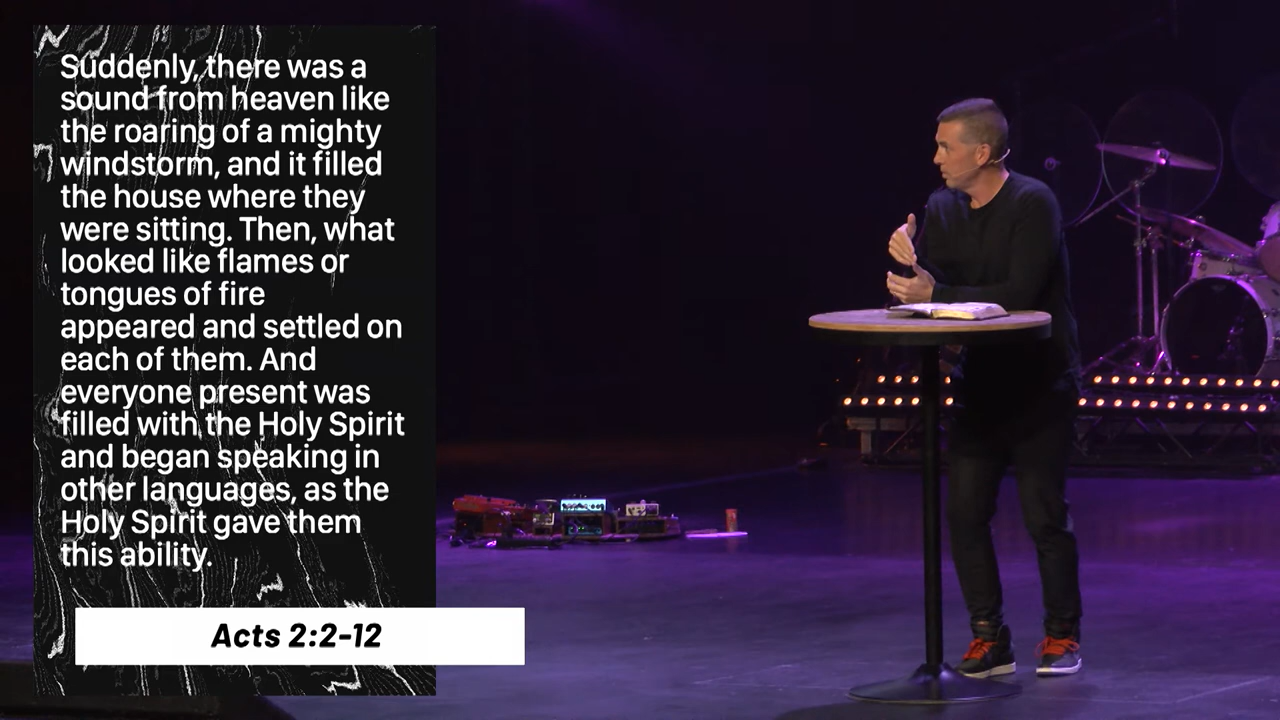 Suddenly, there was a
sound from heaven like
the roaring of a mighty
windstorm, and it filled
the house where they
were sitting. Then, what
looked like flames or
tongues of fire
appeared and settled on
each of them. And
everyone present was
filled with the Holy Spirit
and began speaking in
other languages, as the
Holy Spirit gave them
this ability.
Acts 2:2-12